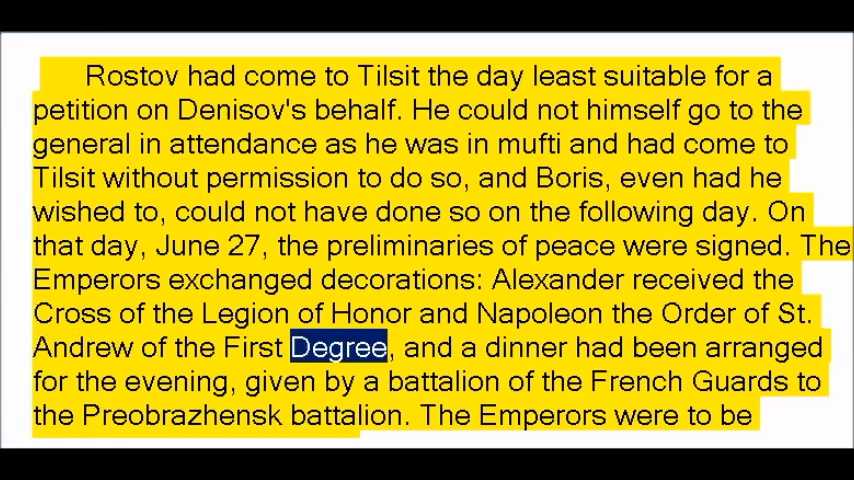 Rostov had come to Tilsit the day least suitable for a
petition on Denisov's behalf. He could not himself go to the
general in attendance as he was in mufti and had come to
Tilsit without permission to do so, and Boris, even had he
wished to, could not have done so on the following day. On
that day, June 27, the preliminaries of peace were signed. The
Emperors exchanged decorations: Alexander received the
Cross of the Legion of Honor and Napoleon the Order of St.
Andrew of the First Degree, and a dinner had been arranged
for the evening, given by a battalion of the French Guards to
the Preobrazhensk battalion. The Emperors were to be